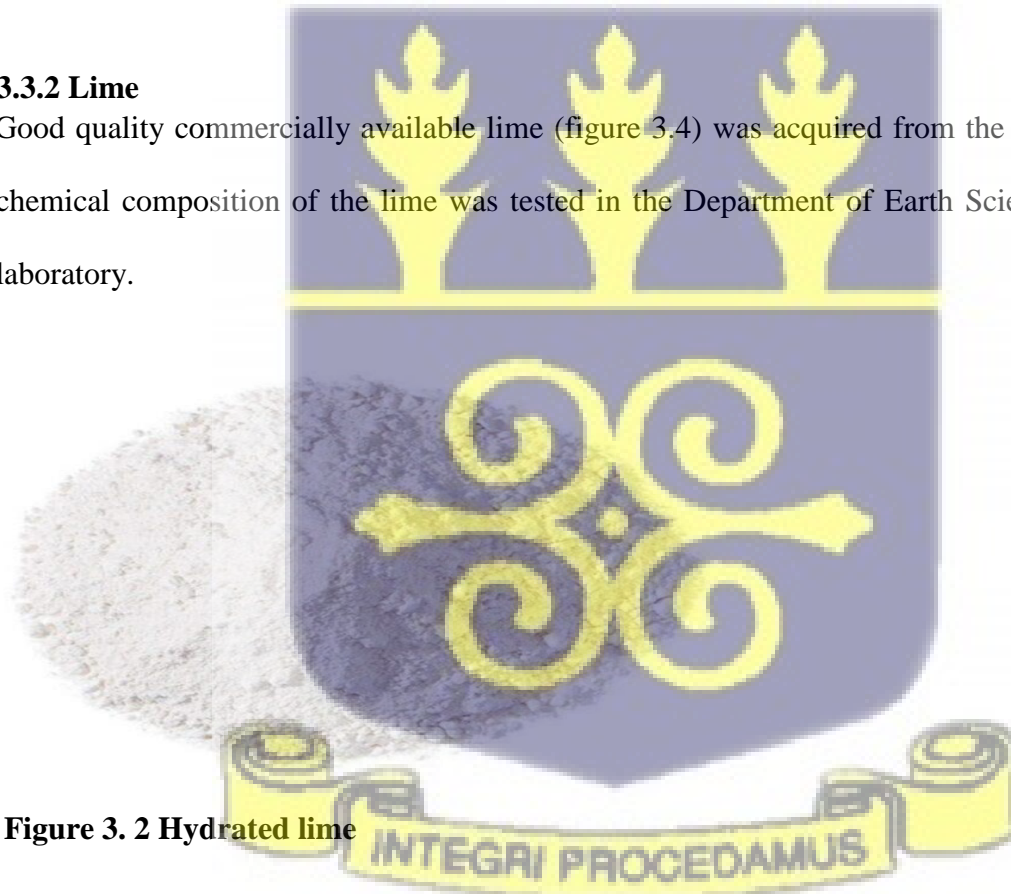 3.3.2 Lime
Good quality commercially available lime (figure 3.4) was acquired from the
chemical composition of the lime was tested in the Department of Earth Scie
laboratory.
Figure 3. 2 Hydrated lime
INTEGRI PROCEDAMUS